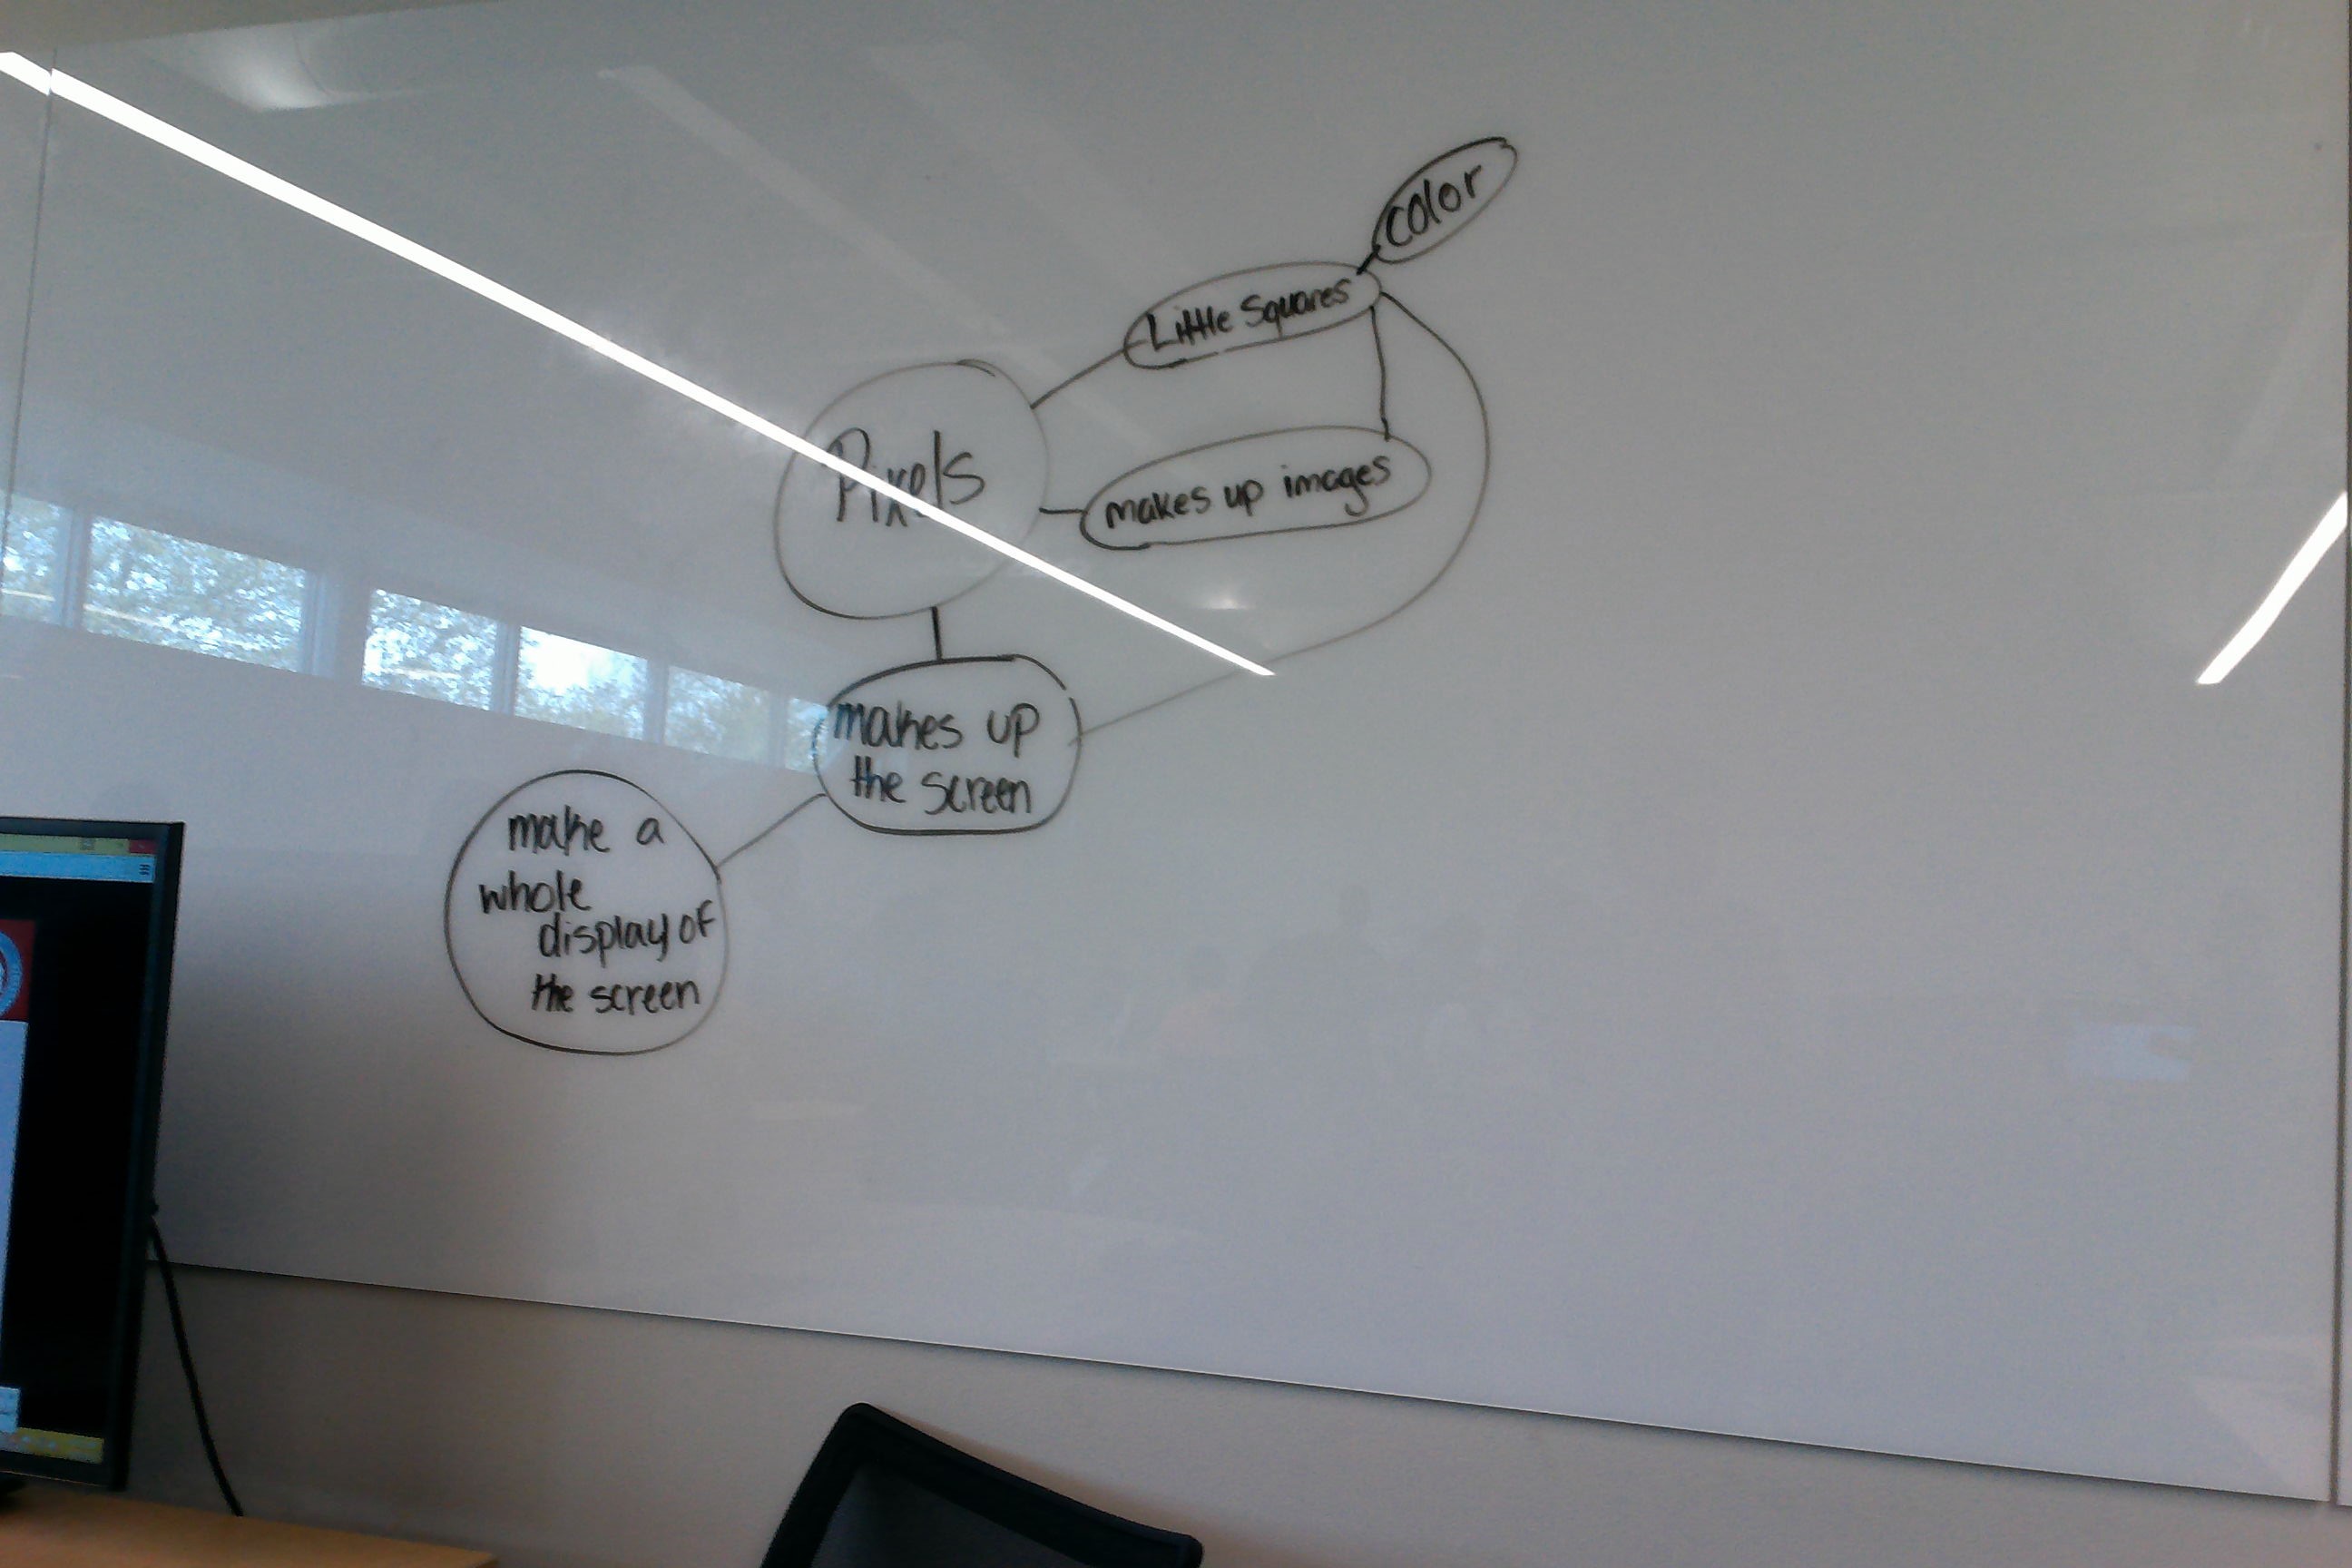 color
Little Squares
Pixels
makes up images
makes up
the screen
make a
whole
display of
the screen